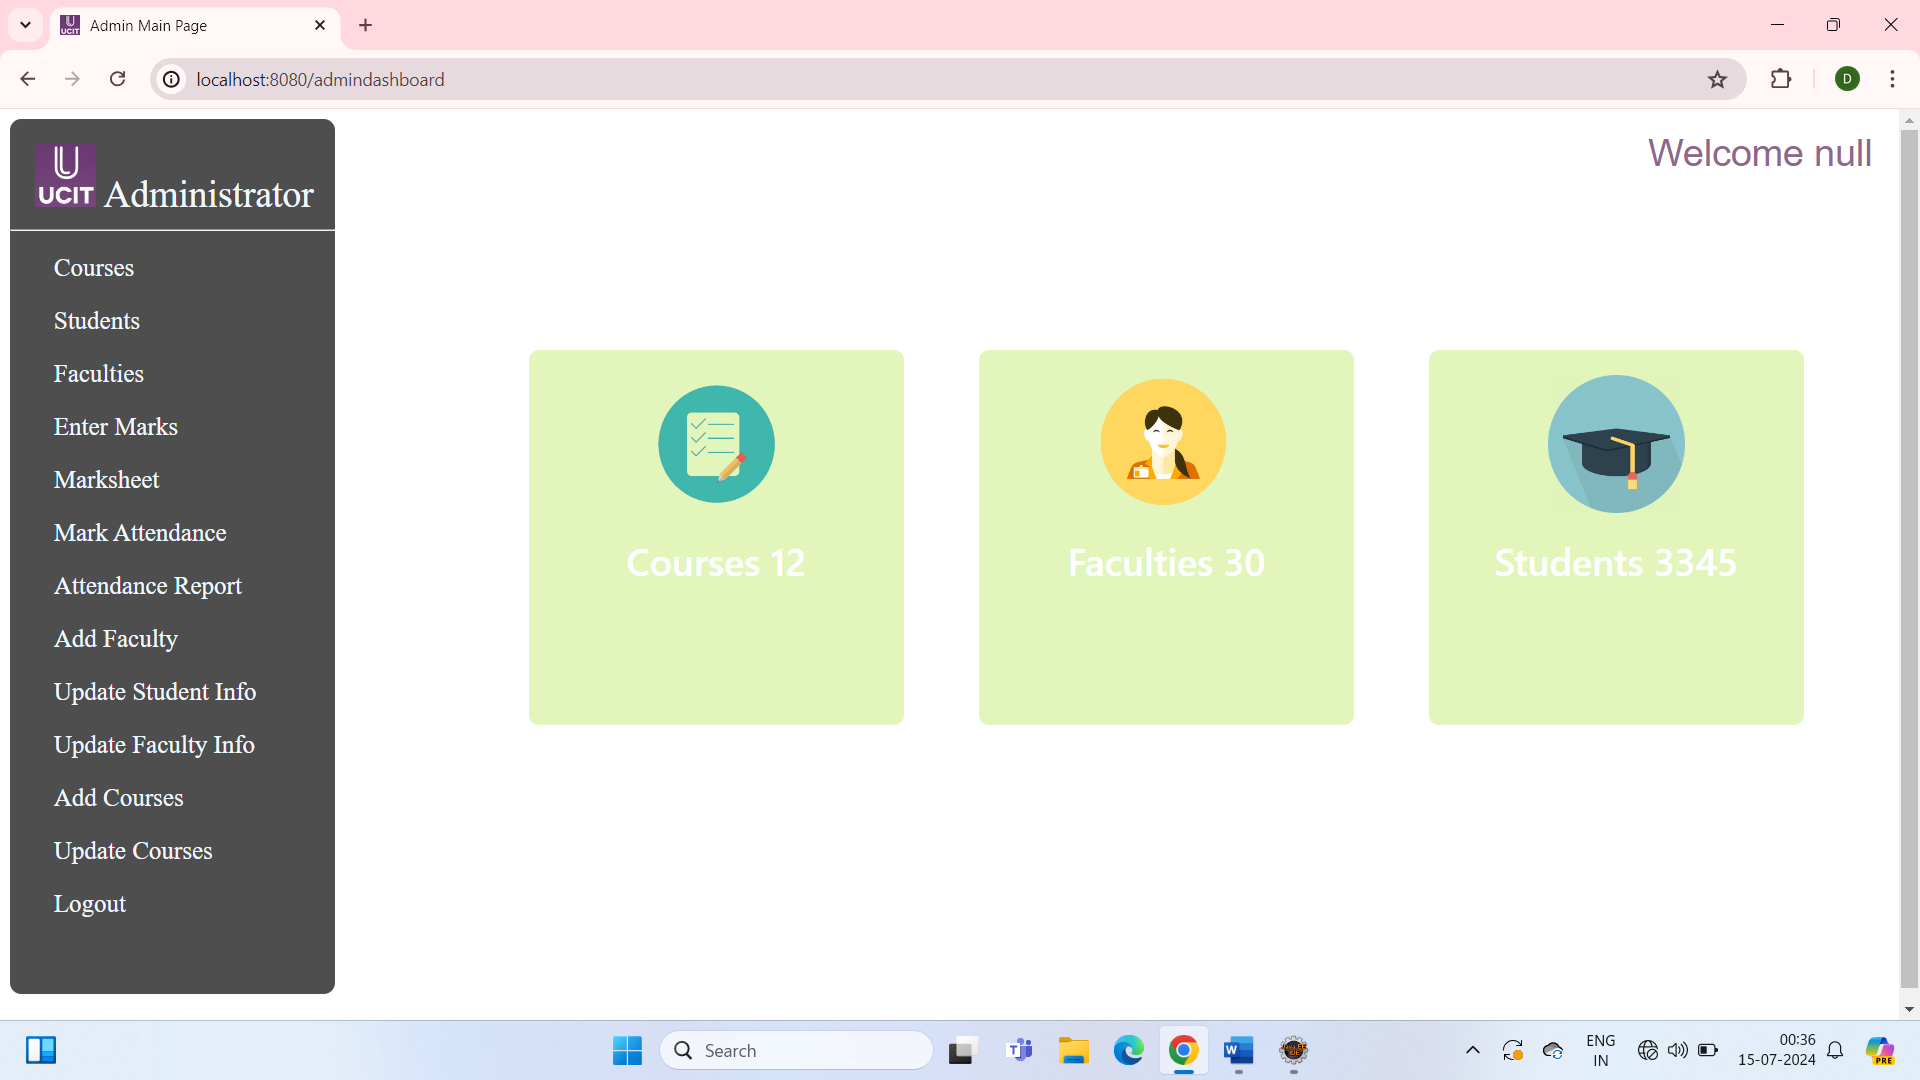 Admin Main Page
localhost:8080/admindashboard
D
UCIT Administrator
Welcome null
Courses
Students
Faculties
Enter Marks
Marksheet
Mark Attendance
Attendance Report
Add Faculty
Update Student Info
Update Faculty Info
Add Courses
Update Courses
Logout
Courses 12
Faculties 30
Students 3345
Search
ENG
IN
00:36
15-07-2024
PRE